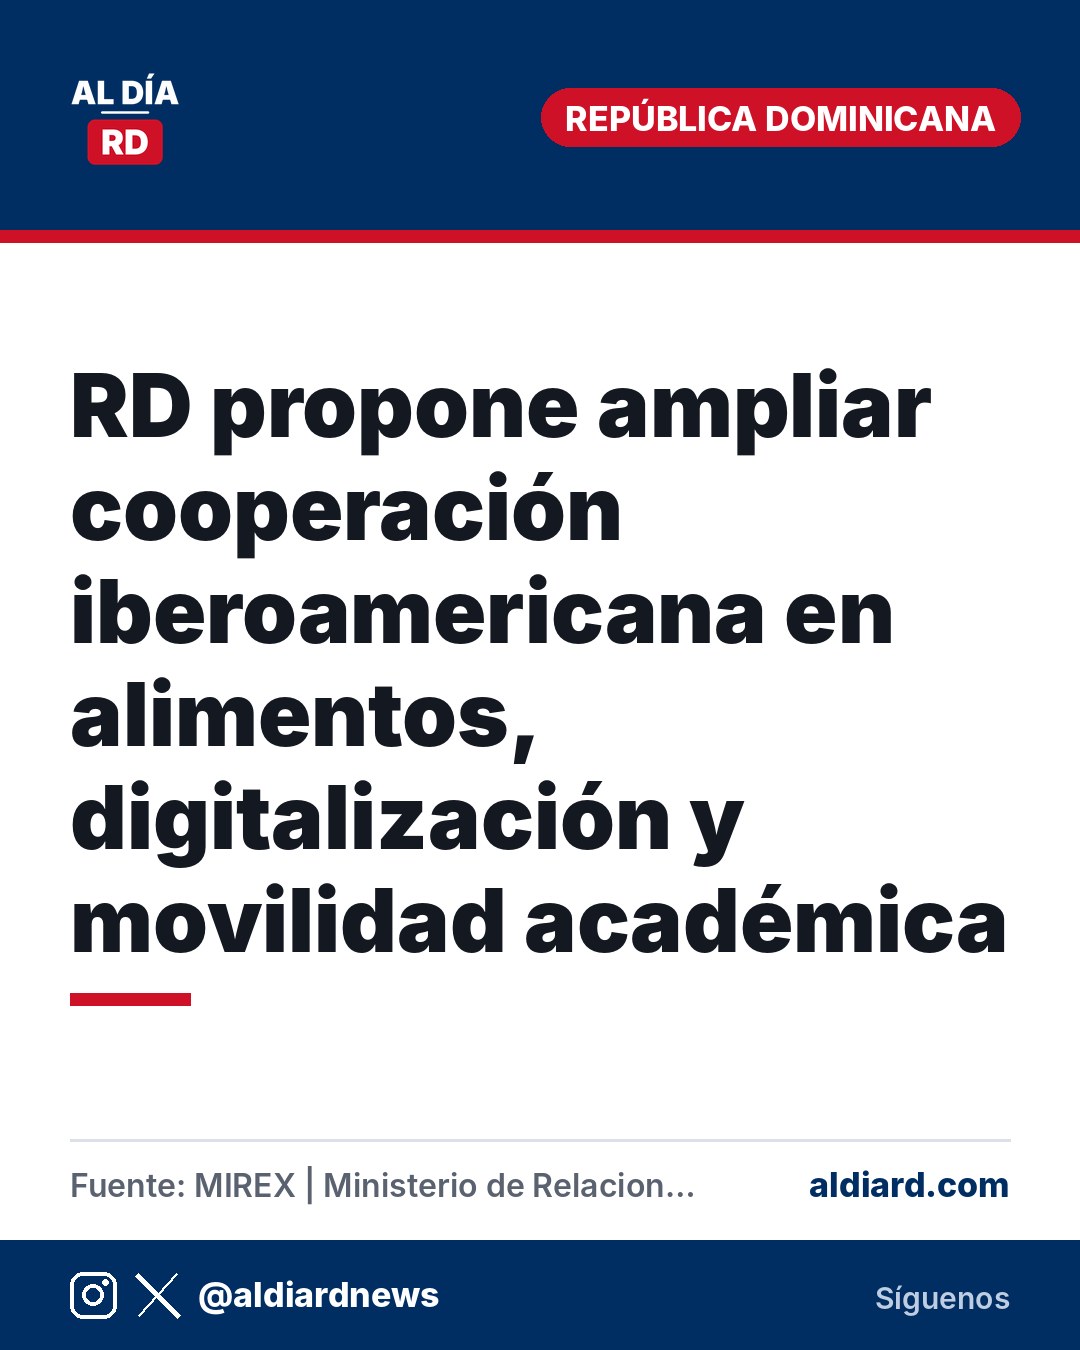 AL DÍA
RD
REPÚBLICA DOMINICANA
RD propone ampliar
cooperación
iberoamericana en
alimentos,
digitalización y
movilidad académica
Fuente: MIREX | Ministerio de Relacion...
aldiard.com
@aldiardnews
Síguenos